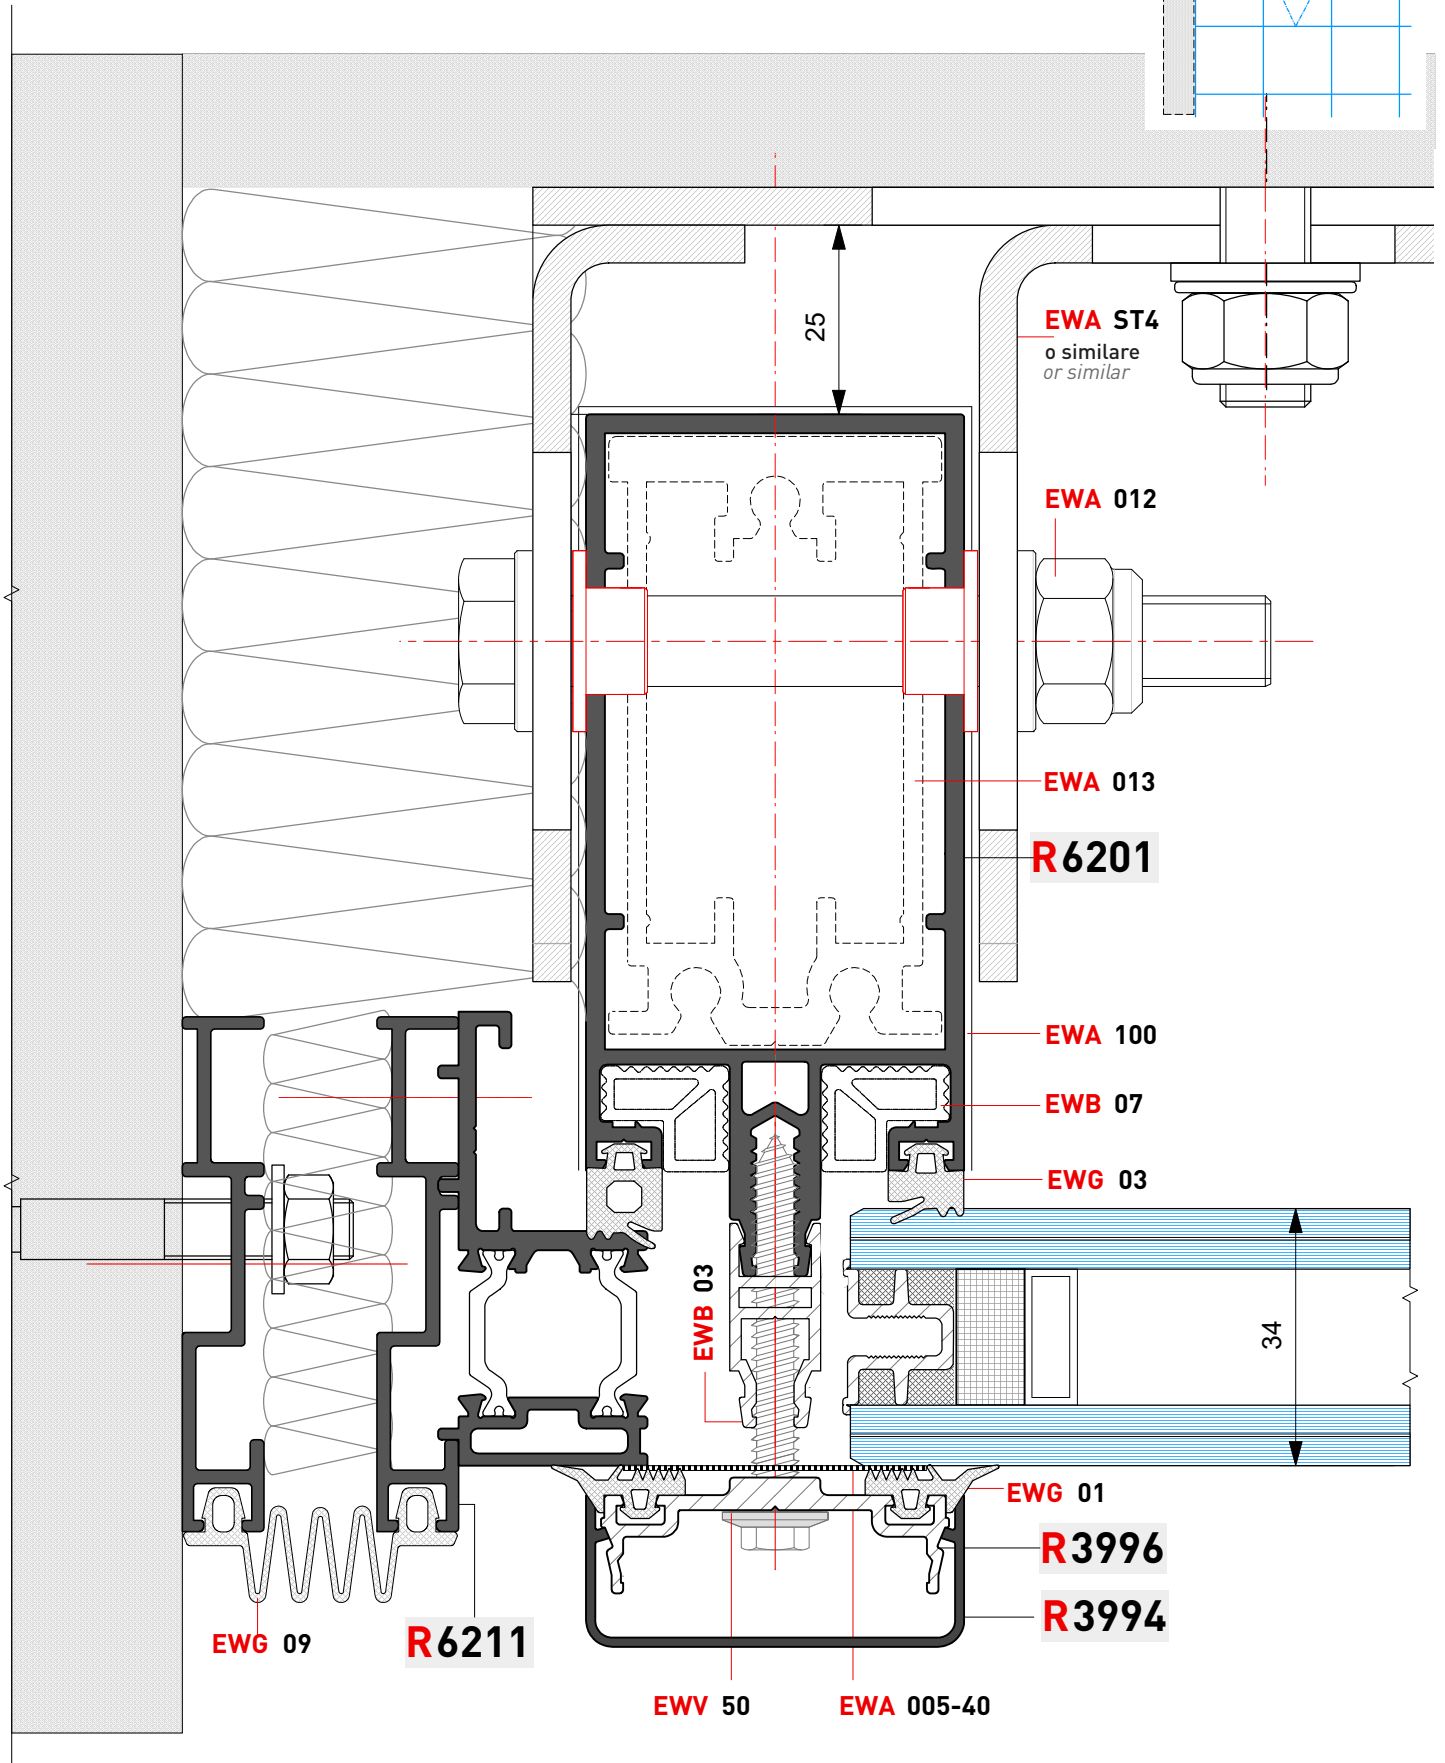 25
EWA ST4
o similare
or similar
EWA 012
EWA 013
R6201
EWA 100
EWB 07
EWG 03
EWB 03
34
EWG 01
R3996
R3994
EWG 09
R6211
EWV 50
EWA 005-40